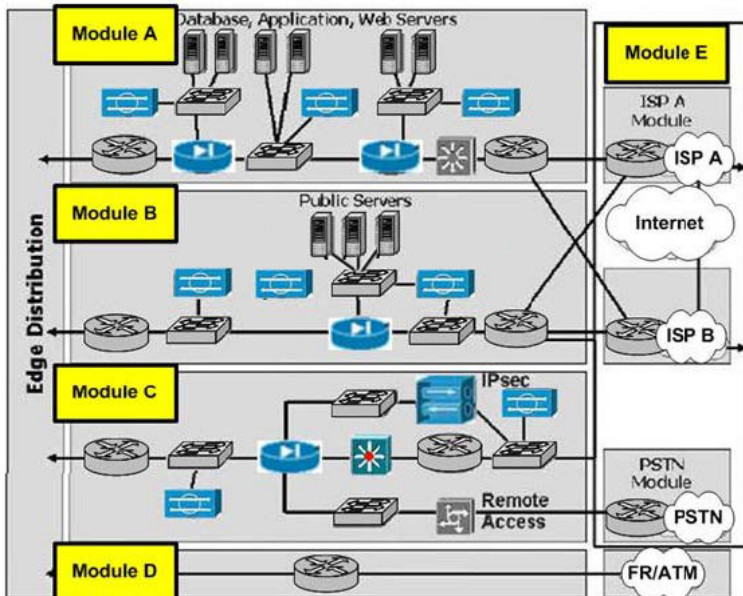 Module A
Database, Application, Web Servers
Module E
ISP A
Module
ISP A
Module B
Public Servers
Internet
ISP B
Edge Distribution
Module C
IPsec
PSTN
Module
Remote
Access
PSTN
Module D
FR/ATM